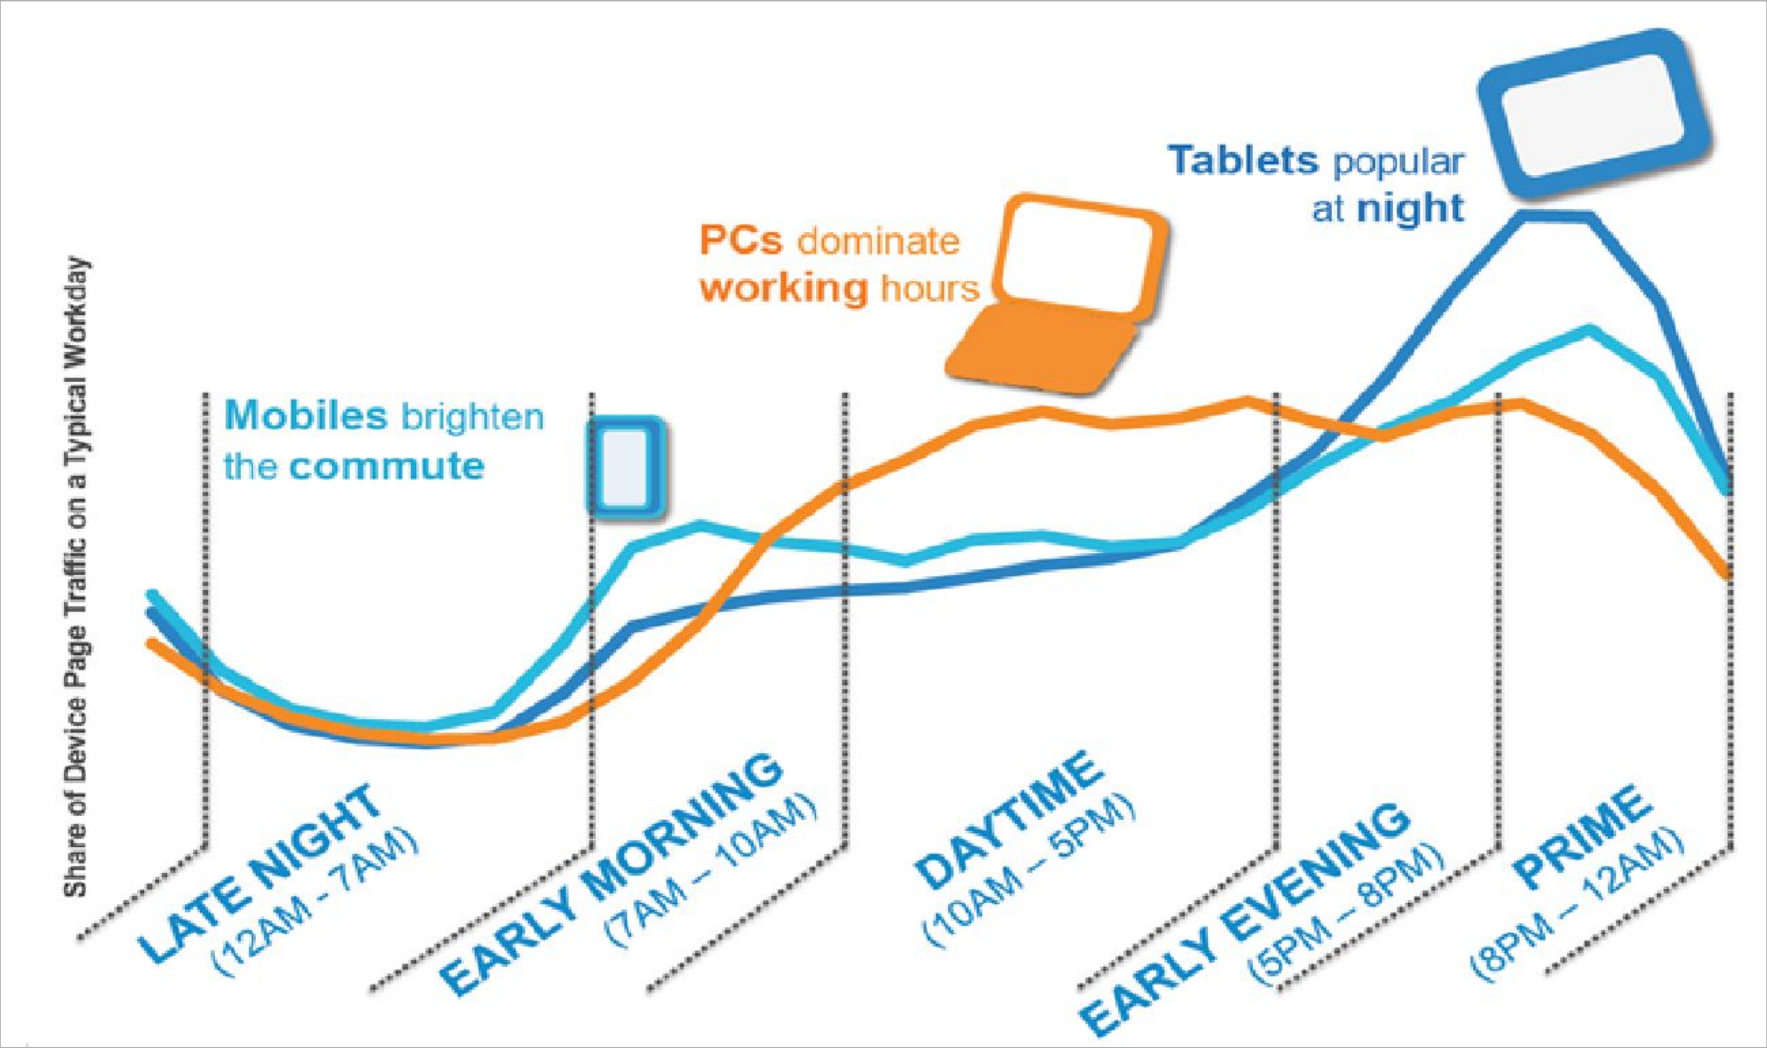 Share of Device Page Traffic on a Typical Workday
Mobiles brighten
the commute
PCs dominate
working hours
Tablets popular
at night
LATE NIGHT
(12AM - 7AM)
EARLY MORNING
(7AM – 10AM)
DAYTIME
(10AM – 5PM)
EARLY EVENING
(5PM – 8PM)
PRIME
(8PM – 12AM)